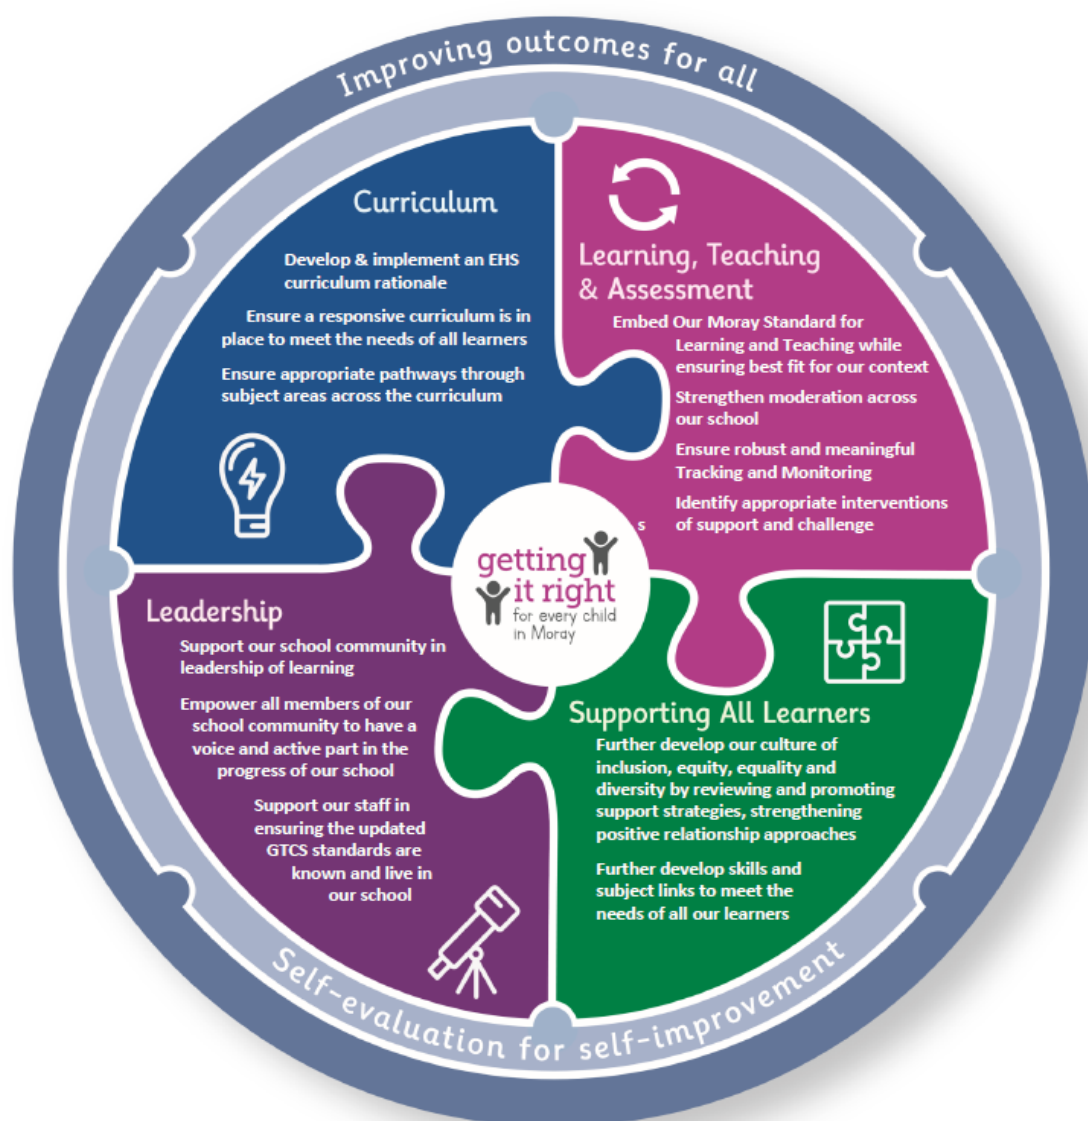 Improving outcomes for all
Curriculum
Develop & implement an EHS
curriculum rationale
Ensure a responsive curriculum is in
place to meet the needs of all learners
Ensure appropriate pathways through
subject areas across the curriculum
Learning, Teaching
& Assessment
Embed Our Moray Standard for
Learning and Teaching while
ensuring best fit for our context
Strengthen moderation across
our school
Ensure robust and meaningful
Tracking and Monitoring
Identify appropriate interventions
s of support and challenge
getting
it right
for every child
in Moray
Leadership
Support our school community in
leadership of learning
Empower all members of our
school community to have a
voice and active part in the
progress of our school
Support our staff in
ensuring the updated
GTCS standards are
known and live in
our school
Supporting All Learners
Further develop our culture of
inclusion, equity, equality and
diversity by reviewing and promoting
support strategies, strengthening
positive relationship approaches
Further develop skills and
subject links to meet the
needs of all our learners
Self-evaluation for self-improvement